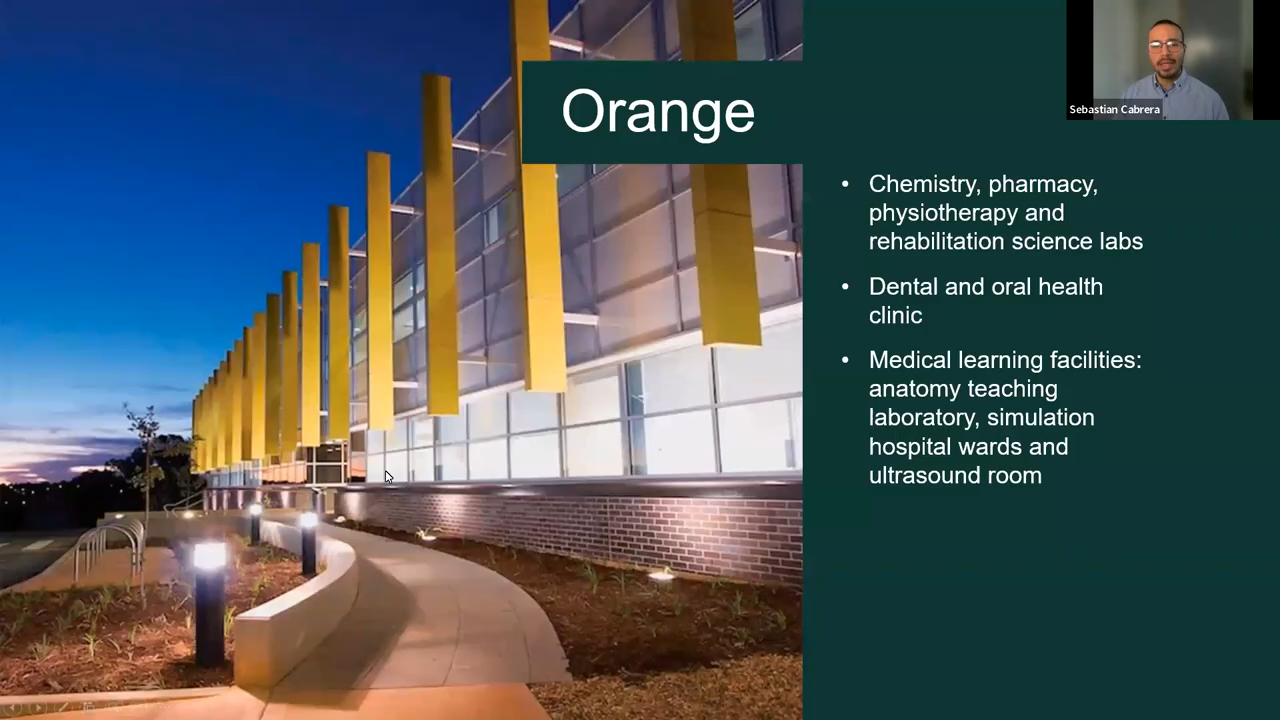 Orange
Sebastian Cabrera
• Chemistry, pharmacy,
physiotherapy and
rehabilitation science labs
• Dental and oral health
clinic
• Medical learning facilities:
anatomy teaching
laboratory, simulation
hospital wards and
ultrasound room